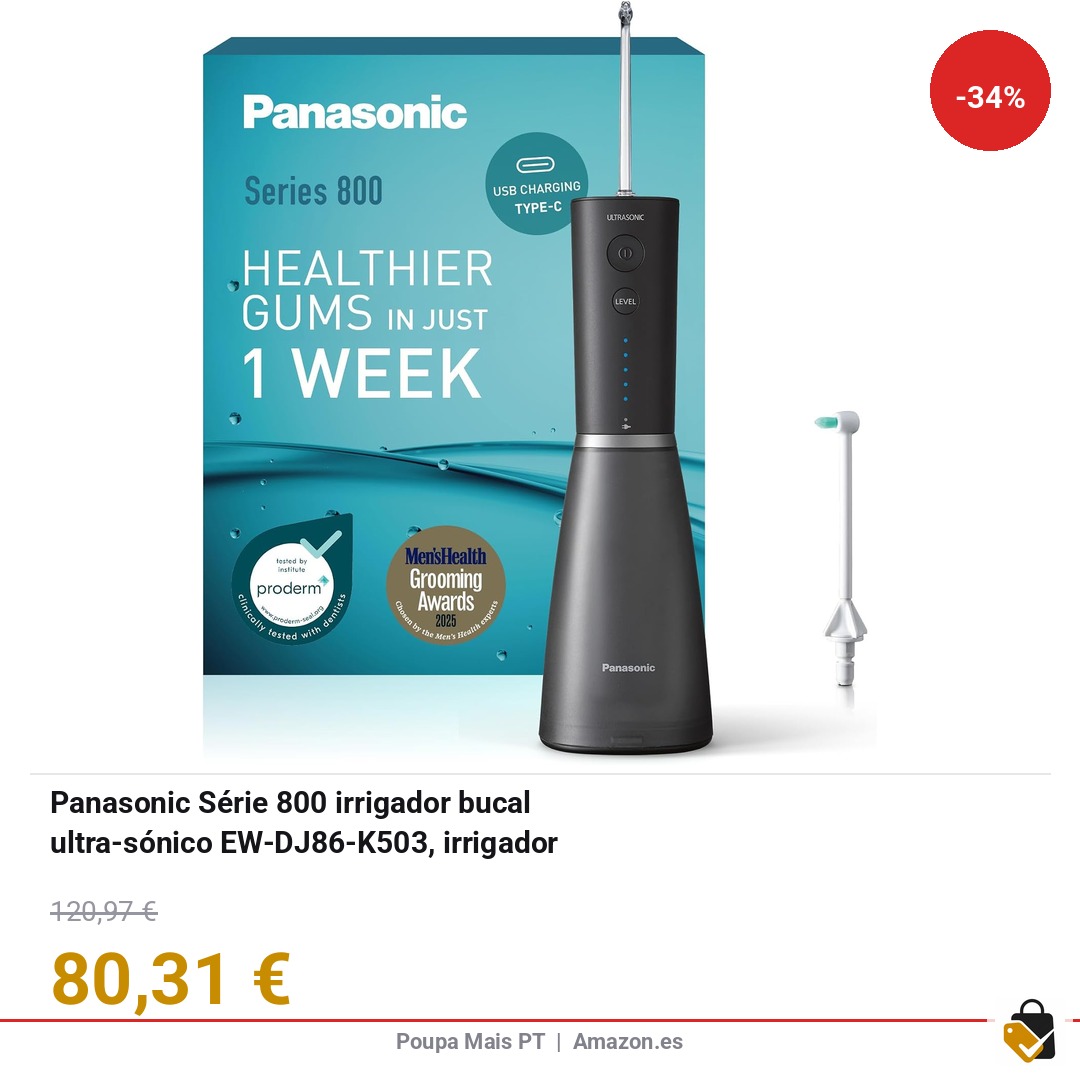 Panasonic
Series 800
USB CHARGING
TYPE-C
HEALTHIER
GUMS IN JUST
1 WEEK
tested by
institute
proderm
www.proderm-seal.org
clinically tested with dentists
Men'sHealth
Grooming
Awards
2025
Chosen by the Men's Health experts
ULTRASONIC
LEVEL
Panasonic
-34%
Panasonic Série 800 irrigador bucal
ultra-sónico EW-DJ86-K503, irrigador
120,97 €
80,31 €
Poupa Mais PT | Amazon.es